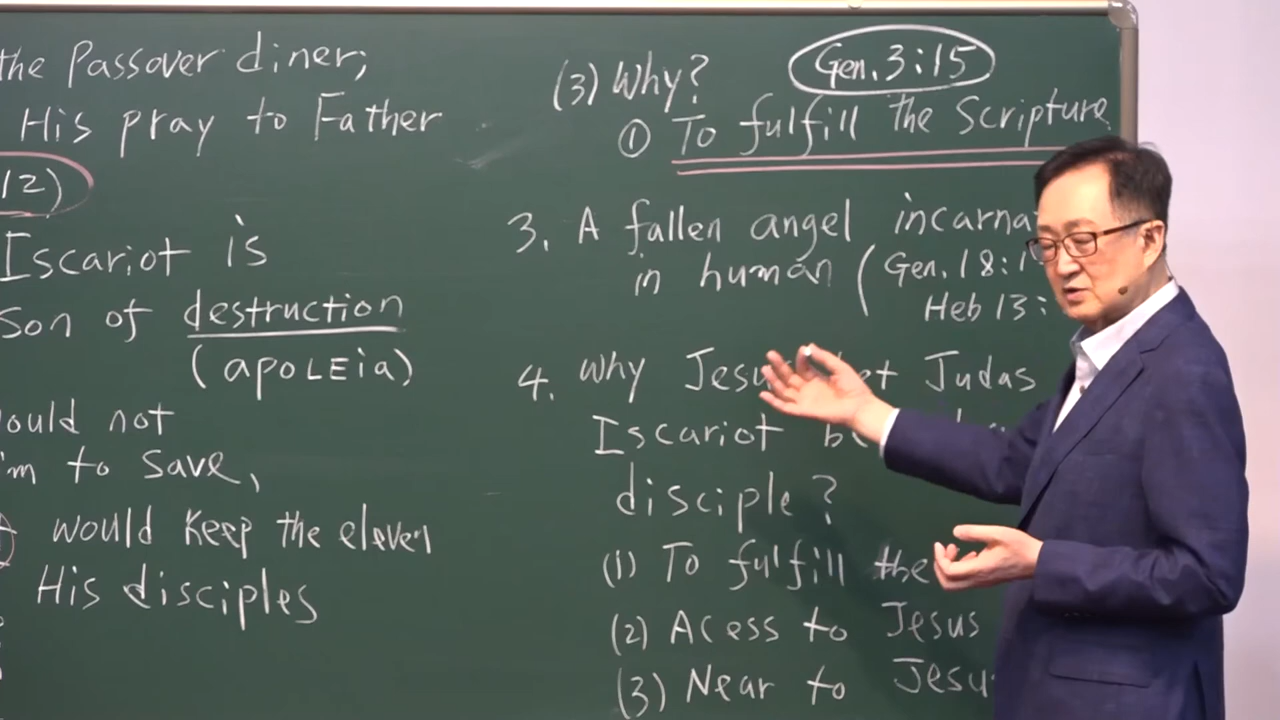 the Passover diner;
His pray to Father
12)
Iscariot is
Son of destruction
(apoLEia)
ould not
'm to save,
would keep the eleven
His disciples
(3) Why? Gen. 3:15
① To fulfill the Scripture
3. A fallen angel incarna
in human (Gen. 18:1
Heb 13:
4. Why Jesus let Judas
Iscariot
disciple?
(1) To fulfill the
(2) Acess to Jesus
(3) Near to Jesu